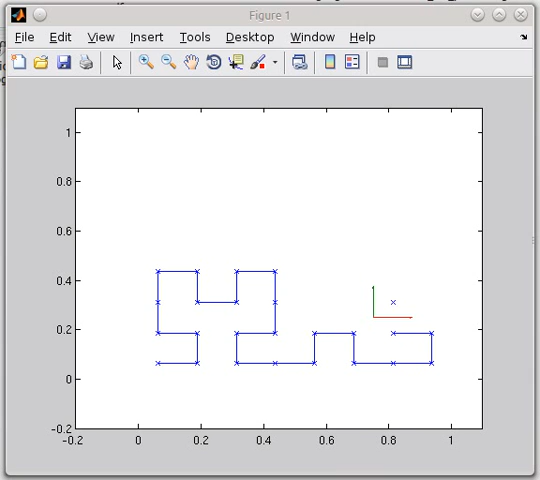 Figure 1
File Edit View Insert Tools Desktop Window Help
1
0.8
0.6
0.4
0.2
0
-0.2
-0.2 0 0.2 0.4 0.6 0.8 1